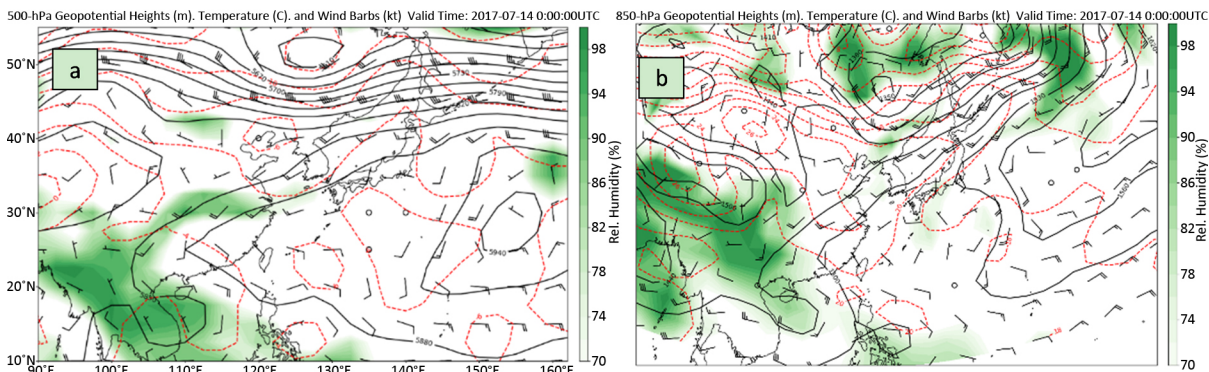 500-hPa Geopotential Heights (m). Temperature (C). and Wind Barbs (kt) Valid Time: 2017-07-14 0:00:00UTC
850-hPa Geopotential Heights (m). Temperature (C). and Wind Barbs (kt) Valid Time: 2017-07-14 0:00:00UTC
a
50°N
40°N
30°N
20°N
10°N
90°E
100°E
110°E
120°E
130°E
140°E
150°E
160°E
5700
5730
5790
5940
5880
98
94
90
86
82
78
74
70
Rel. Humidity (%)
b
1410
1560
98
94
90
86
82
78
74
70
Rel. Humidity (%)